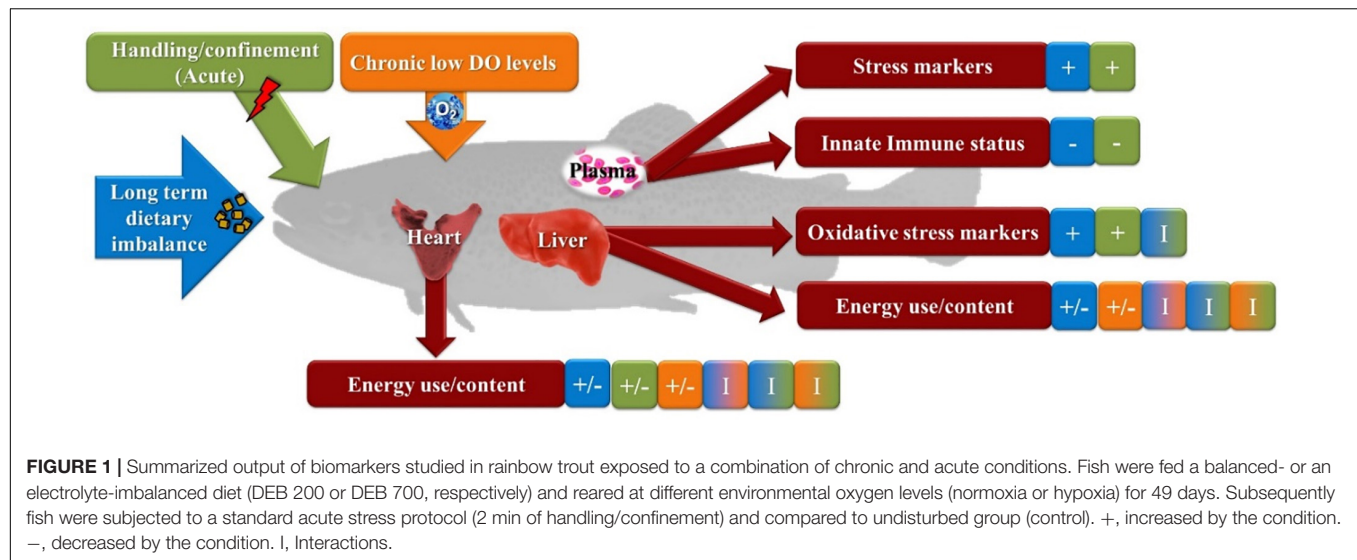 Handling/confinement
(Acute)
Chronic low DO levels
O₂
Long term
dietary
imbalance
Heart
Liver
Plasma
Stress markers + +
Innate Immune status - -
Oxidative stress markers + + I
Energy use/content +/- +/- I I I
Energy use/content +/- +/- +/- I I I
FIGURE 1 | Summarized output of biomarkers studied in rainbow trout exposed to a combination of chronic and acute conditions. Fish were fed a balanced- or an
electrolyte-imbalanced diet (DEB 200 or DEB 700, respectively) and reared at different environmental oxygen levels (normoxia or hypoxia) for 49 days. Subsequently
fish were subjected to a standard acute stress protocol (2 min of handling/confinement) and compared to undisturbed group (control). +, increased by the condition.
−, decreased by the condition. I, Interactions.